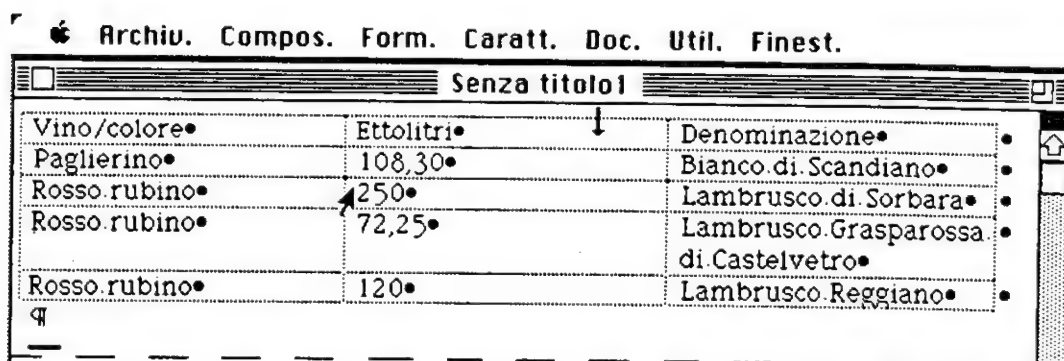 Archiv. Compos. Form. Caratt. Doc. Util. Finest.
Senza titolo1
Vino/colore• Ettolitri• Denominazione• •
Paglierino• 108,30• Bianco·di·Scandiano• •
Rosso·rubino• 250• Lambrusco·di·Sorbara• •
Rosso·rubino• 72,25• Lambrusco·Grasparossa· •
di·Castelvetro•
Rosso·rubino• 120• Lambrusco·Reggiano• •
¶